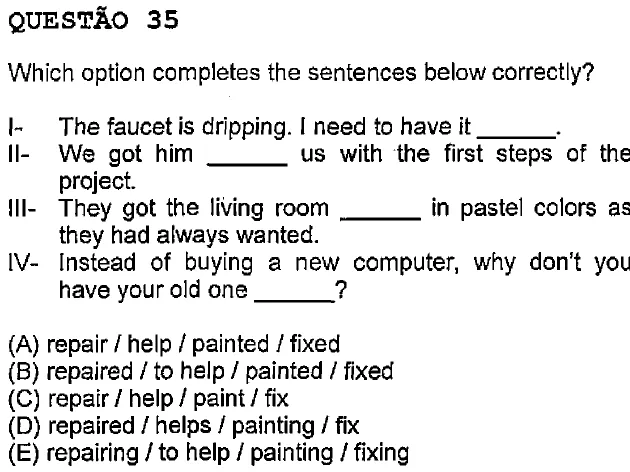 QUESTÃO 35
Which option completes the sentences below correctly?
I- The faucet is dripping. I need to have it ______.
II- We got him ______ us with the first steps of the
project.
III- They got the living room ______ in pastel colors as
they had always wanted.
IV- Instead of buying a new computer, why don't you
have your old one ______?
(A) repair / help / painted / fixed
(B) repaired / to help / painted / fixed
(C) repair / help / paint / fix
(D) repaired / helps / painting / fix
(E) repairing / to help / painting / fixing